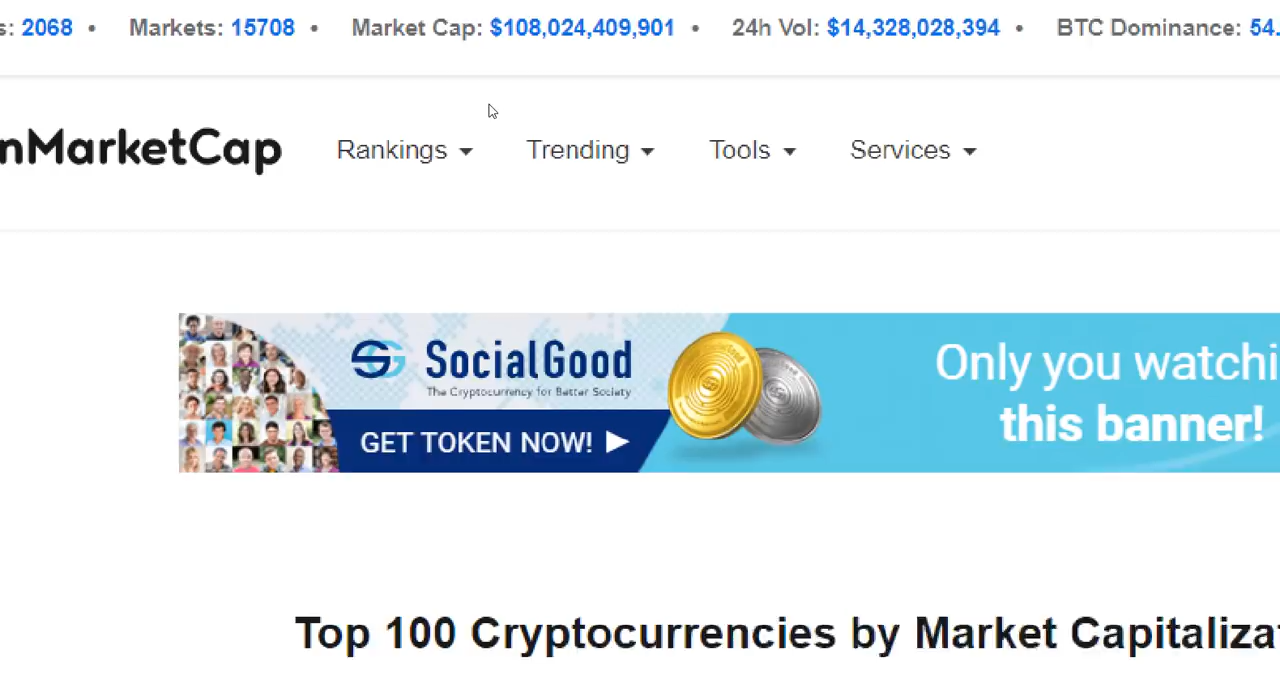 s: 2068 • Markets: 15708 • Market Cap: $108,024,409,901 • 24h Vol: $14,328,028,394 • BTC Dominance: 54.
nMarketCap Rankings Trending Tools Services
SocialGood
The Cryptocurrency for Better Society
GET TOKEN NOW!
Only you watchi
this banner!
Top 100 Cryptocurrencies by Market Capitaliza